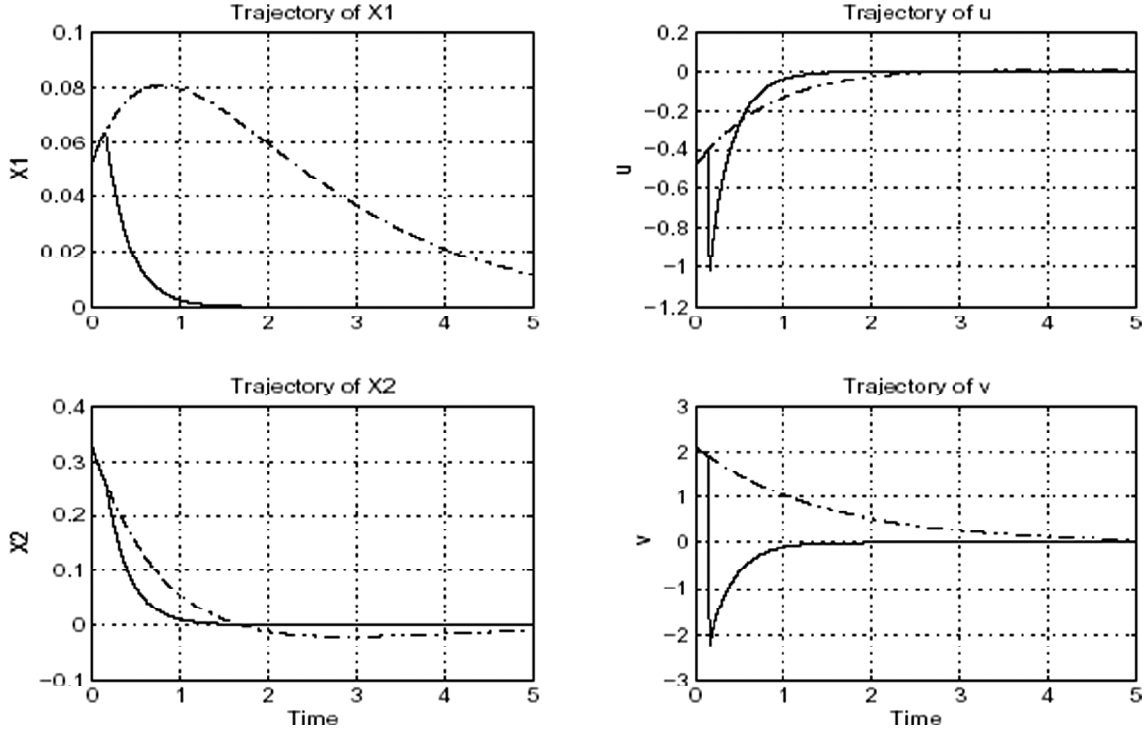 Trajectory of X1
0.1
0.08
0.06
0.04
0.02
0
X1
0 1 2 3 4 5
Trajectory of u
0.2
0
−0.2
−0.4
−0.6
−0.8
−1
−1.2
u
0 1 2 3 4 5
Trajectory of X2
0.4
0.3
0.2
0.1
0
−0.1
X2
0 1 2 3 4 5
Time
Trajectory of v
3
2
1
0
−1
−2
−3
v
0 1 2 3 4 5
Time